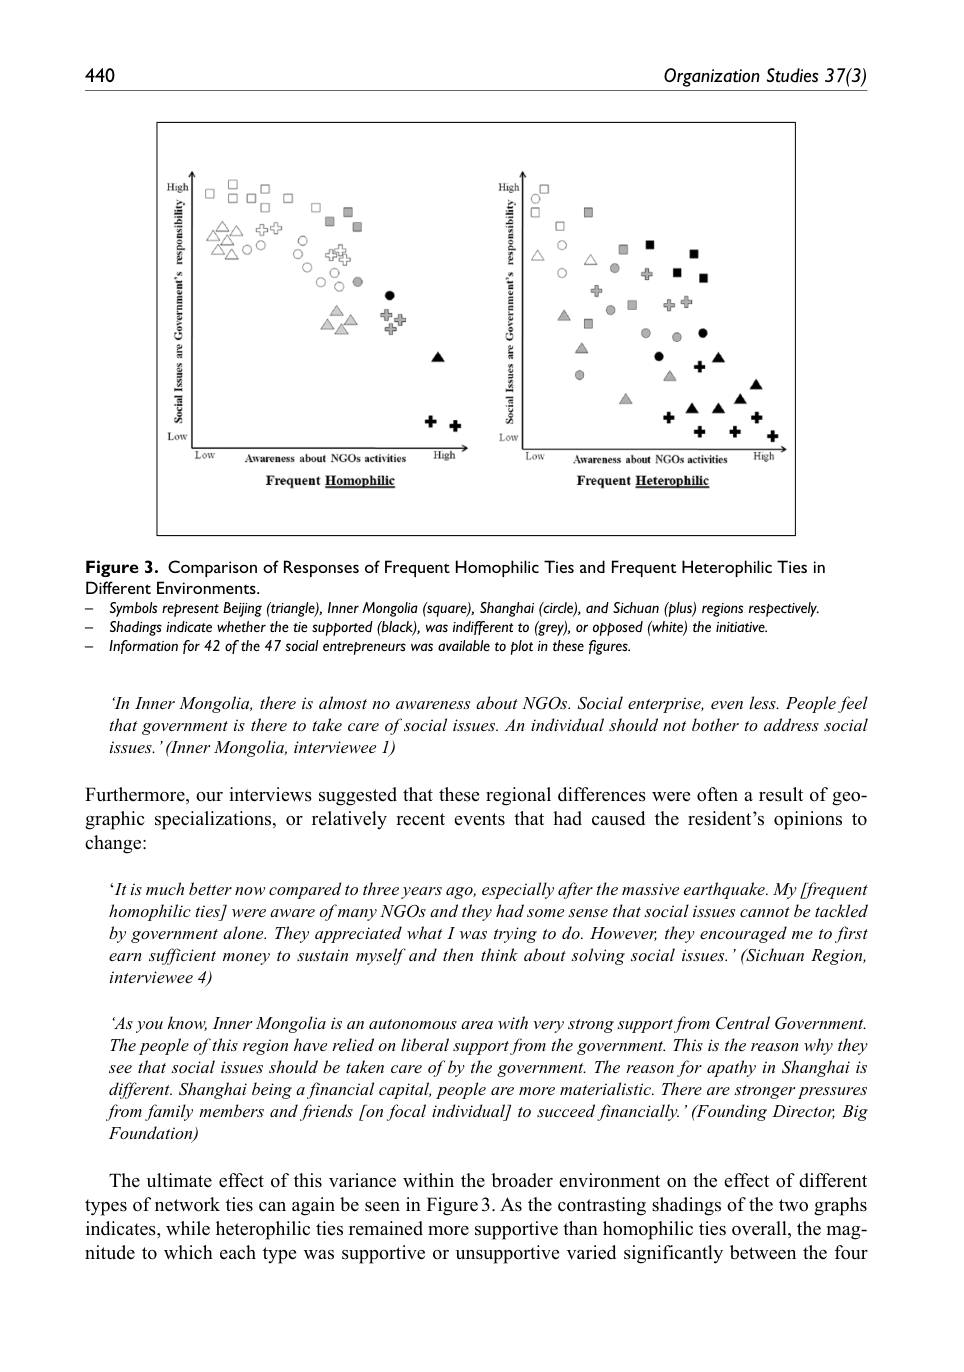 440
Organization Studies 37(3)
High
Social Issues are Government's responsibility
Low
Low
Awareness about NGOs activities
High
Frequent Homophilic
High
Social Issues are Government's responsibility
Low
Low
Awareness about NGOs activities
High
Frequent Heterophilic
Figure 3. Comparison of Responses of Frequent Homophilic Ties and Frequent Heterophilic Ties in
Different Environments.
– Symbols represent Beijing (triangle), Inner Mongolia (square), Shanghai (circle), and Sichuan (plus) regions respectively.
– Shadings indicate whether the tie supported (black), was indifferent to (grey), or opposed (white) the initiative.
– Information for 42 of the 47 social entrepreneurs was available to plot in these figures.
‘In Inner Mongolia, there is almost no awareness about NGOs. Social enterprise, even less. People feel
that government is there to take care of social issues. An individual should not bother to address social
issues.’ (Inner Mongolia, interviewee 1)
Furthermore, our interviews suggested that these regional differences were often a result of geo-
graphic specializations, or relatively recent events that had caused the resident’s opinions to
change:
‘It is much better now compared to three years ago, especially after the massive earthquake. My [frequent
homophilic ties] were aware of many NGOs and they had some sense that social issues cannot be tackled
by government alone. They appreciated what I was trying to do. However, they encouraged me to first
earn sufficient money to sustain myself and then think about solving social issues.’ (Sichuan Region,
interviewee 4)
‘As you know, Inner Mongolia is an autonomous area with very strong support from Central Government.
The people of this region have relied on liberal support from the government. This is the reason why they
see that social issues should be taken care of by the government. The reason for apathy in Shanghai is
different. Shanghai being a financial capital, people are more materialistic. There are stronger pressures
from family members and friends [on focal individual] to succeed financially.’ (Founding Director, Big
Foundation)
The ultimate effect of this variance within the broader environment on the effect of different
types of network ties can again be seen in Figure 3. As the contrasting shadings of the two graphs
indicates, while heterophilic ties remained more supportive than homophilic ties overall, the mag-
nitude to which each type was supportive or unsupportive varied significantly between the four